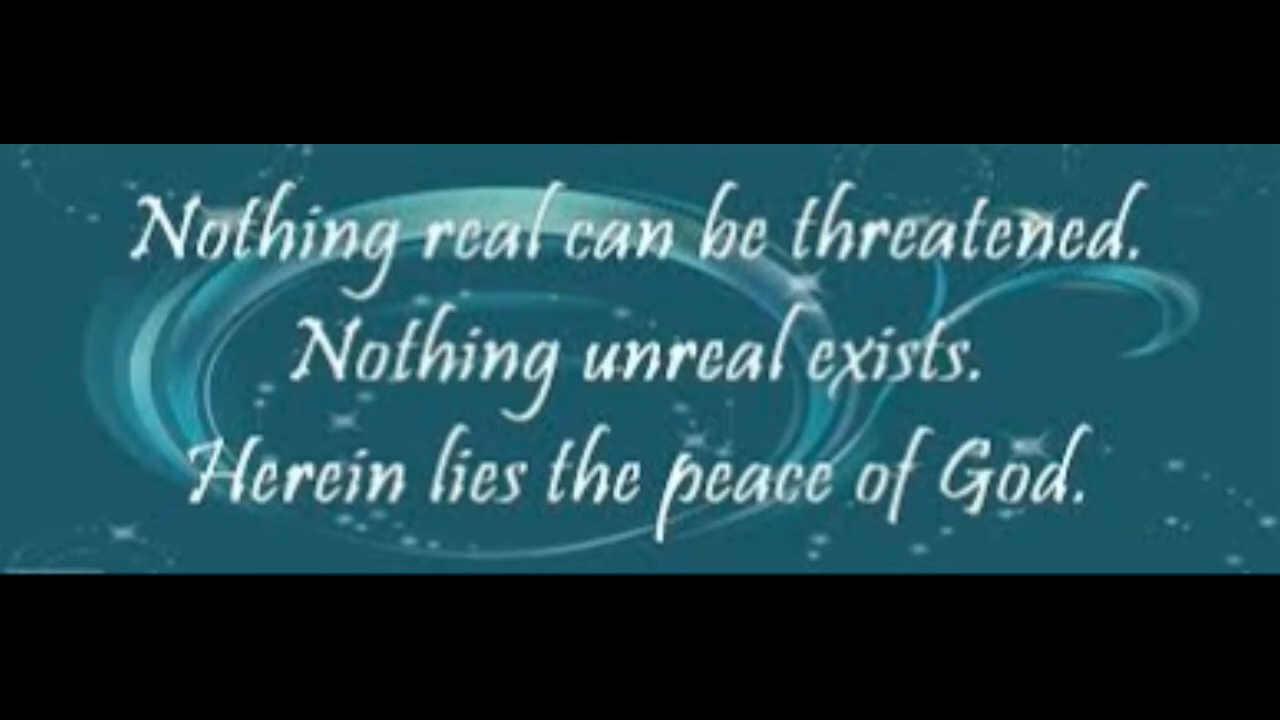 Nothing real can be threatened.
Nothing unreal exists.
Herein lies the peace of God.